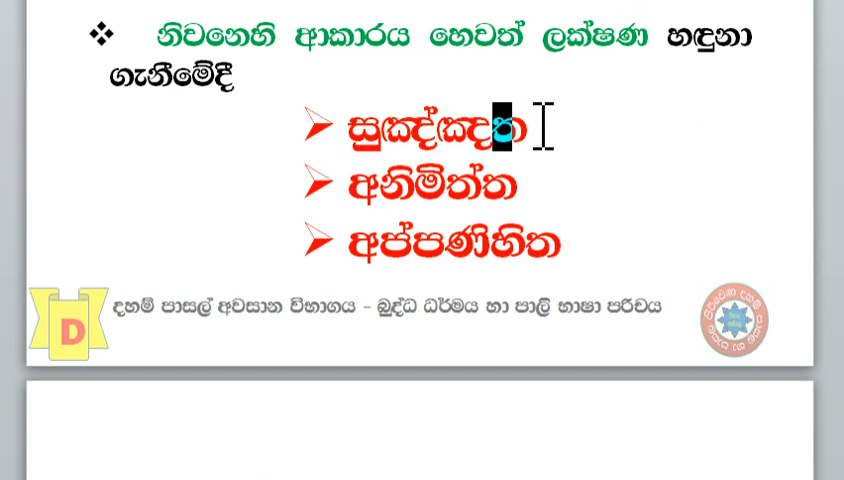 නිවනෙහි ආකාරය හෙවත් ලක්ෂණ හඳුනා
ගැනීමේදී
සුඤ්ඤත
අනිමිත්ත
අප්පණිහිත
D දහම් පාසල් අවසාන විභාගය - බුද්ධ ධර්මය හා පාලි භාෂා පරිචය